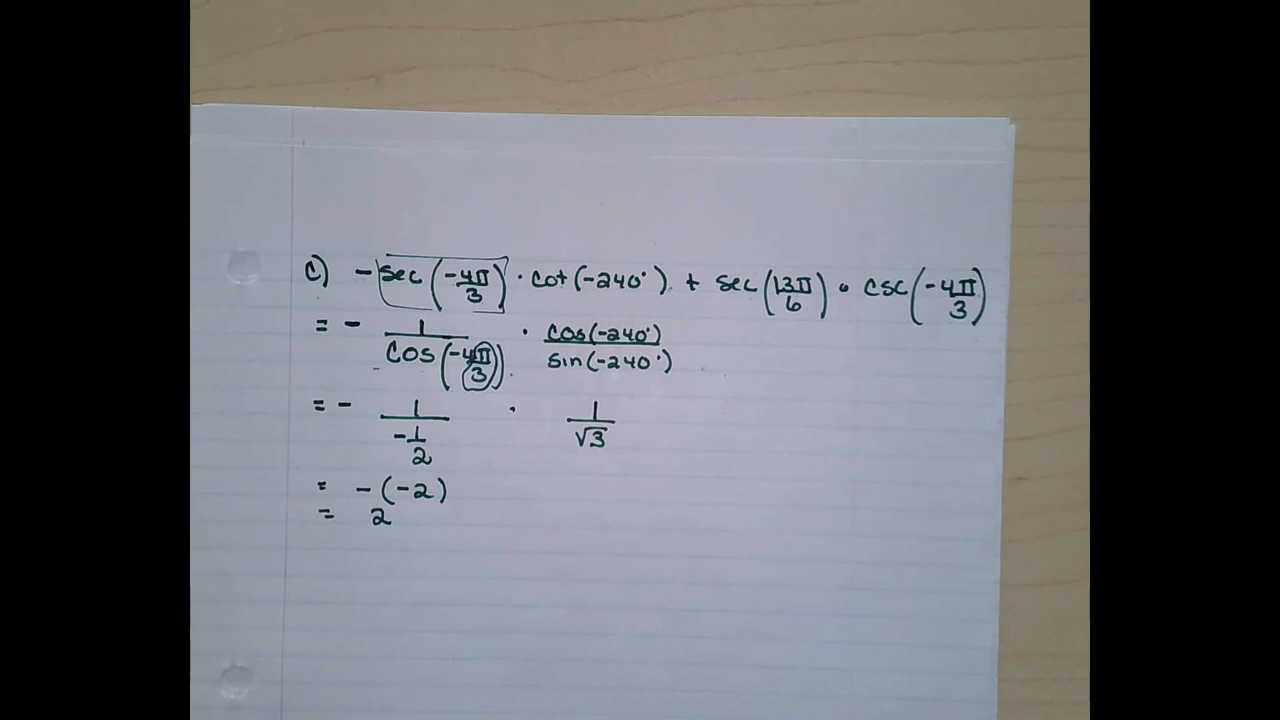 c) - sec(-4π/3) · cot(-240°) + sec(13π/6) · csc(-4π/3)
= - 1/cos(-4π/3) · cos(-240°)/sin(-240°)
= - 1/(-1/2) · 1/√3
= -(-2)
= 2